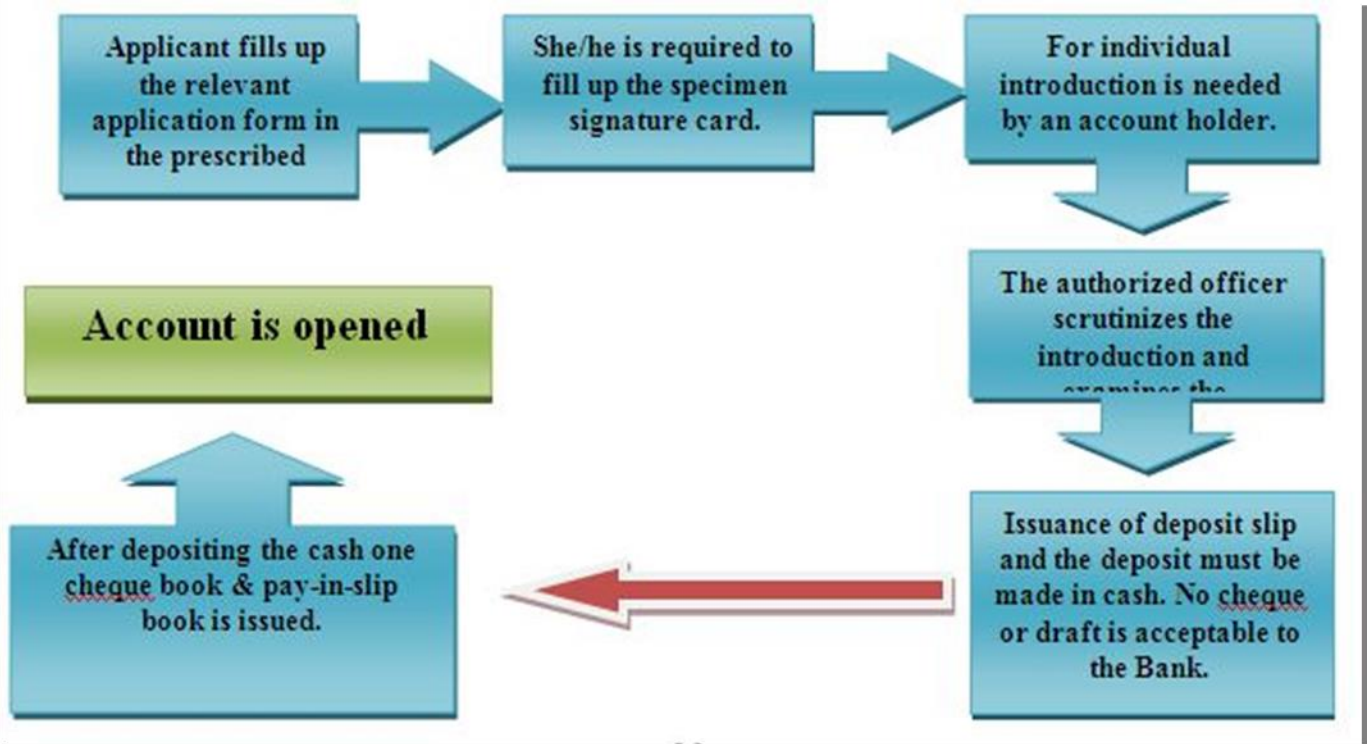 Applicant fills up
the relevant
application form in
the prescribed
She/he is required to
fill up the specimen
signature card.
For individual
introduction is needed
by an account holder.
The authorized officer
scrutinizes the
introduction and
examines the
Issuance of deposit slip
and the deposit must be
made in cash. No cheque
or draft is acceptable to
the Bank.
After depositing the cash one
cheque book & pay-in-slip
book is issued.
Account is opened